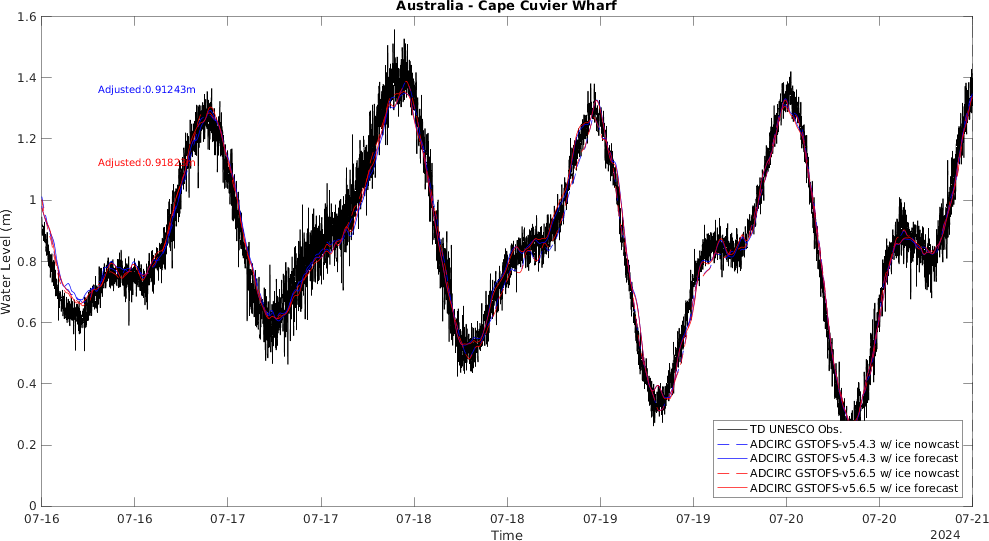 Australia - Cape Cuvier Wharf
1.6
1.4
1.2
1
0.8
0.6
0.4
0.2
0
Water Level (m)
Adjusted:0.91243m
TD UNESCO Obs.
ADCIRC GSTOFS-v5.4.3 w/ ice nowcast
ADCIRC GSTOFS-v5.4.3 w/ ice forecast
ADCIRC GSTOFS-v5.6.5 w/ ice nowcast
ADCIRC GSTOFS-v5.6.5 w/ ice forecast
07-16 07-16 07-17 07-17 07-18 07-18 07-19 07-19 07-20 07-20 07-21
Time
2024